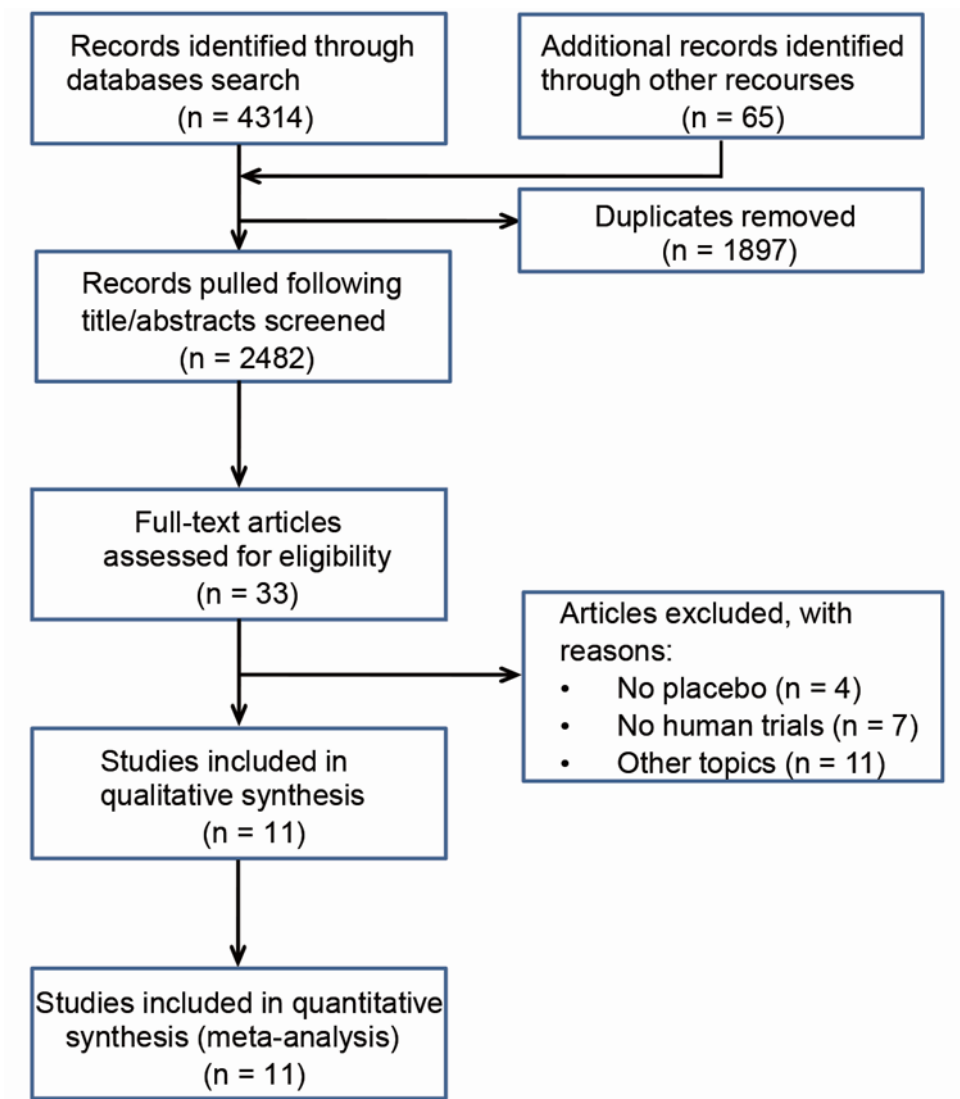 Records identified through
databases search
(n = 4314)
Additional records identified
through other recourses
(n = 65)
Duplicates removed
(n = 1897)
Records pulled following
title/abstracts screened
(n = 2482)
Full-text articles
assessed for eligibility
(n = 33)
Articles excluded, with
reasons:
• No placebo (n = 4)
• No human trials (n = 7)
• Other topics (n = 11)
Studies included in
qualitative synthesis
(n = 11)
Studies included in quantitative
synthesis (meta-analysis)
(n = 11)